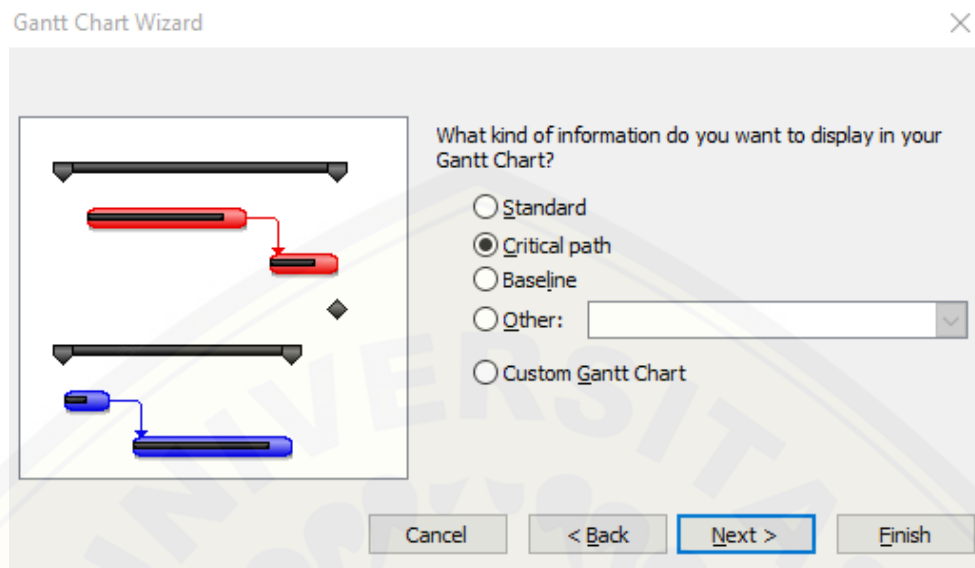 Gantt Chart Wizard
What kind of information do you want to display in your
Gantt Chart?
Standard
Critical path
Baseline
Other:
Custom Gantt Chart
Cancel
< Back
Next >
Finish
UNIVERSITA